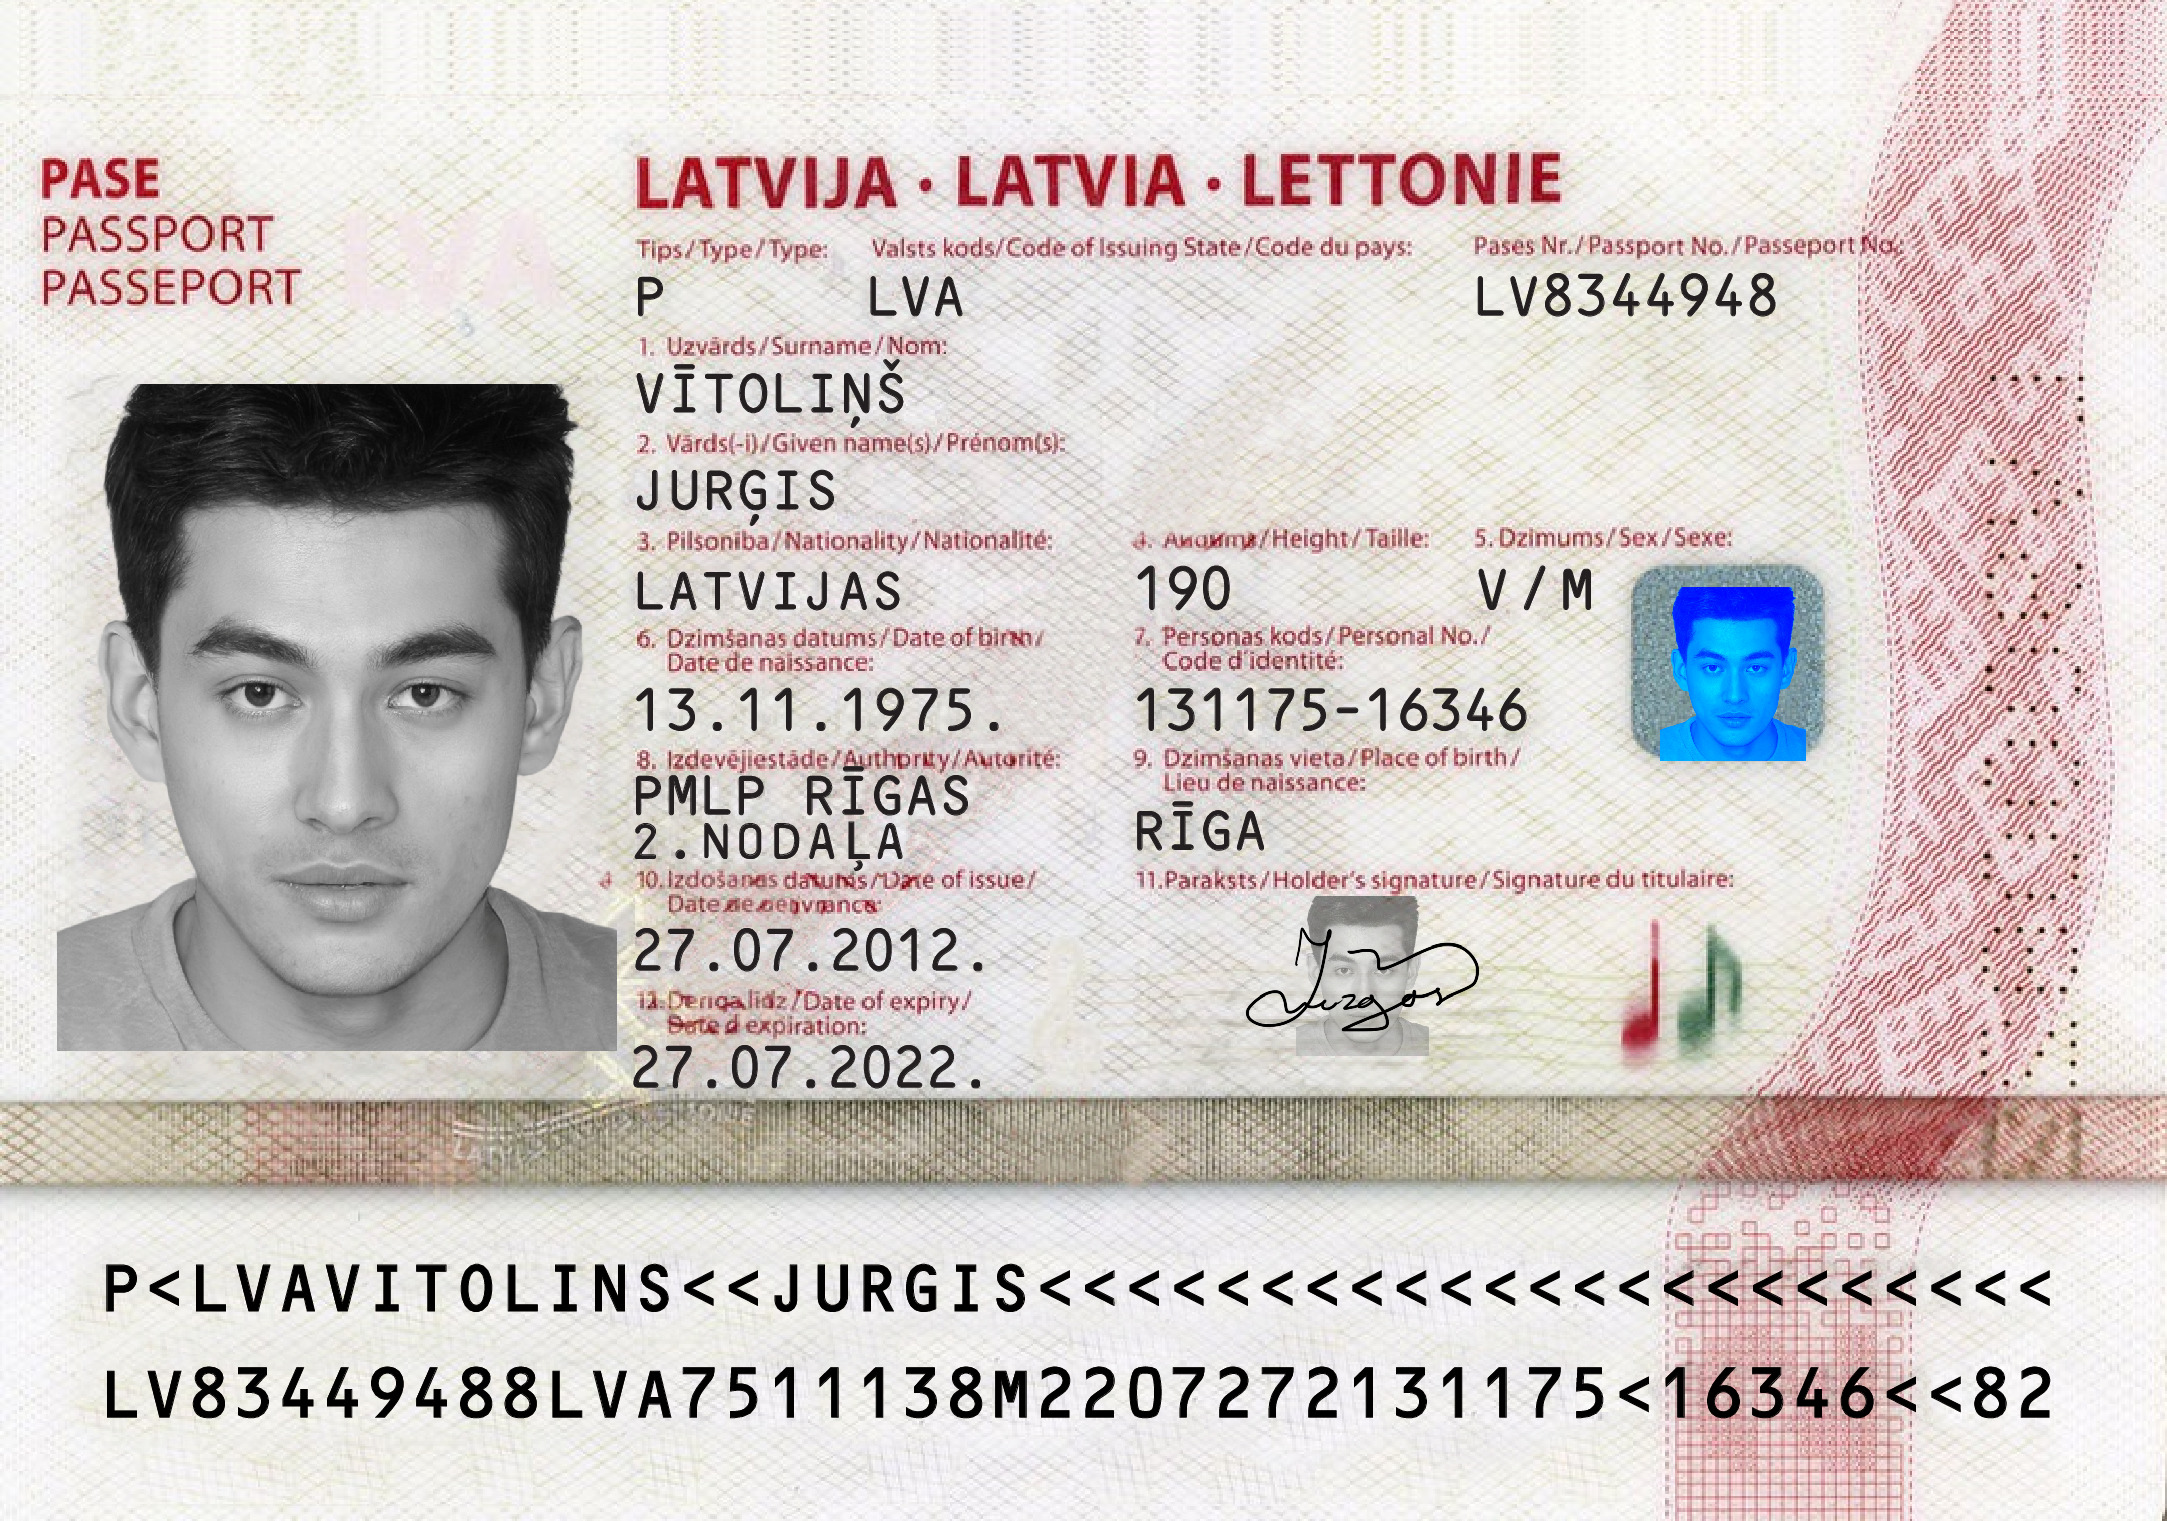 PASE
PASSPORT
PASSEPORT
LVA
LATVIJA · LATVIA · LETTONIE
Tips/Type/Type: Valsts kods/Code of Issuing State/Code du pays: Pases Nr./Passport No./Passeport No.:
P LVA LV8344948
1. Uzvārds/Surname/Nom:
VĪTOLIŅŠ
2. Vārds(-i)/Given name(s)/Prénom(s):
JURĢIS
3. Pilsonība/Nationality/Nationalité: 4. Augums/Height/Taille: 5. Dzimums/Sex/Sexe:
LATVIJAS 190 V/M
6. Dzimšanas datums/Date of birth/ 7. Personas kods/Personal No./
Date de naissance: Code d'identité:
13.11.1975. 131175-16346
8. Izdevējiestāde/Authority/Autorité: 9. Dzimšanas vieta/Place of birth/
Lieu de naissance:
PMLP RĪGAS
2.NODAĻA RĪGA
10. Izdošanas datums/Date of issue/ 11.Paraksts/Holder's signature/Signature du titulaire:
Date de délivrance:
27.07.2012.
12. Derīga līdz/Date of expiry/
Date d'expiration:
27.07.2022.
P<LVAVITOLINS<<JURGIS<<<<<<<<<<<<<<<<<<<<<<<
LV83449488LVA7511138M2207272131175<16346<<82